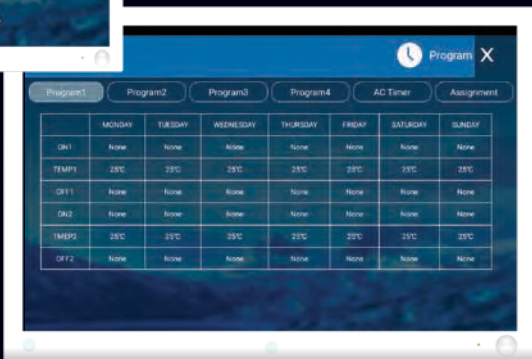 Program X
Program1 Program2 Program3 Program4 AC Timer Assignment
MONDAY TUESDAY WEDNESDAY THURSDAY FRIDAY SATURDAY SUNDAY
ON1 None None None None None None None
TEMP1 25°C 25°C 25°C 25°C 25°C 25°C 25°C
OFF1 None None None None None None None
ON2 None None None None None None None
TMEP2 25°C 25°C 25°C 25°C 25°C 25°C 25°C
OFF2 None None None None None None None